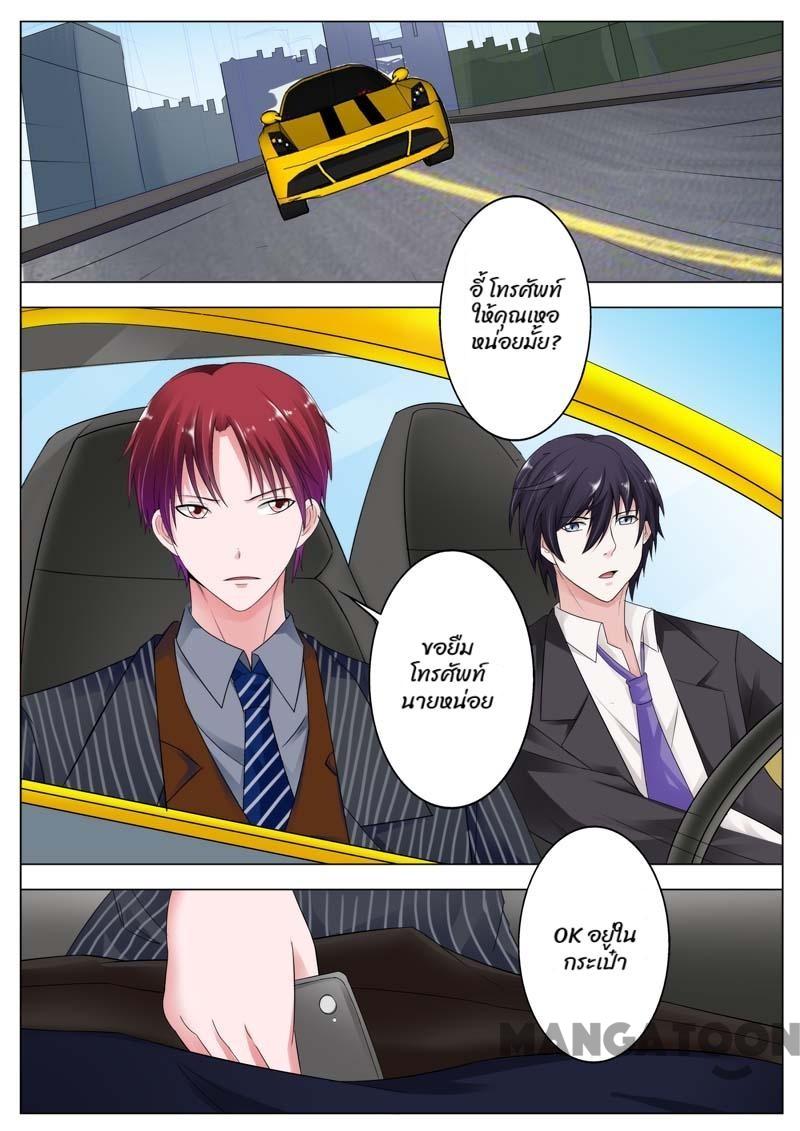 อี้ โทรศัพท์
ให้คุณเหอ
หน่อยมั้ย?
ขอยืม
โทรศัพท์
นายหน่อย
OK อยู่ใน
กระเป๋า
MANGATOON